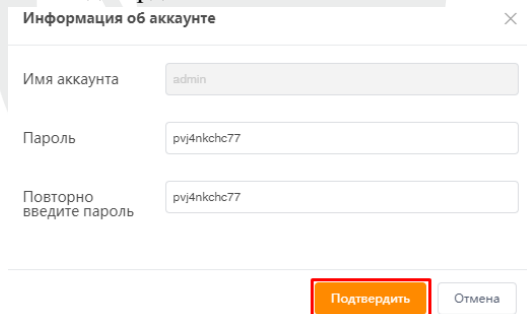 Информация об аккаунте
Имя аккаунта
admin
Пароль
pvj4nkchc77
Повторно
введите пароль
pvj4nkchc77
Подтвердить
Отмена